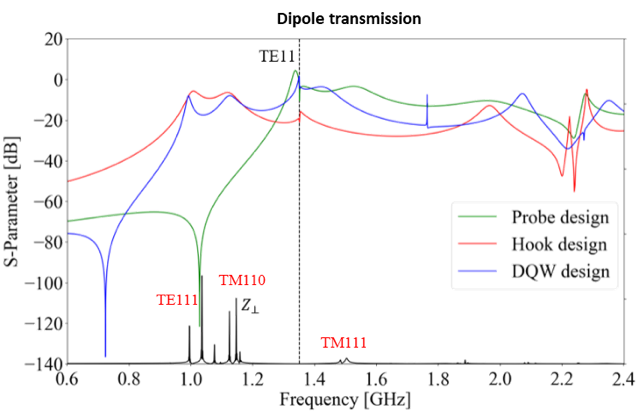 Dipole transmission
20
0
−20
−40
−60
−80
−100
−120
−140
S-Parameter [dB]
TE11
Probe design
Hook design
DQW design
TE111
TM110
Z⊥
TM111
0.6 0.8 1.0 1.2 1.4 1.6 1.8 2.0 2.2 2.4
Frequency [GHz]